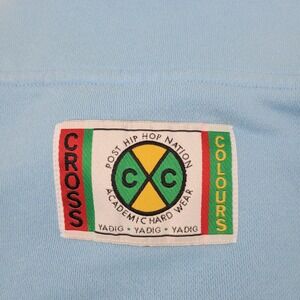 CROSS
POST HIP HOP NATION
C C
ACADEMIC HARD WEAR
YADIG • YADIG • YADIG
COLOURS